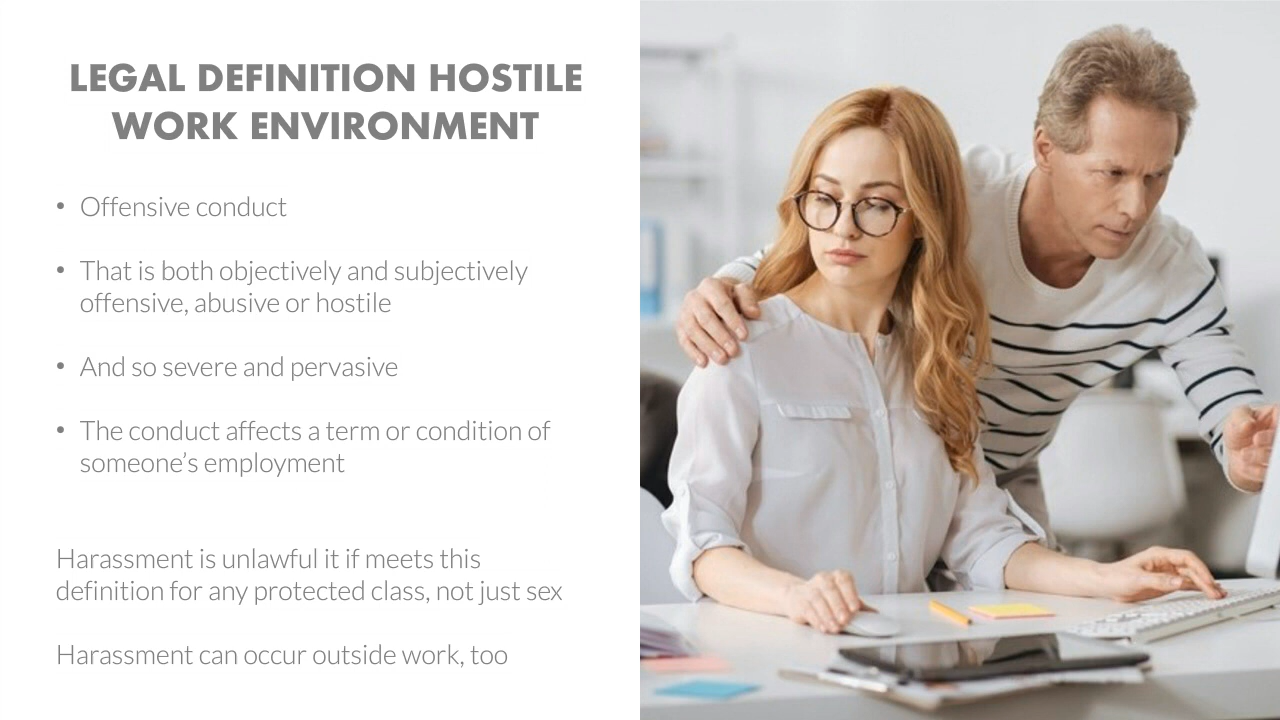 LEGAL DEFINITION HOSTILE
WORK ENVIRONMENT
• Offensive conduct
• That is both objectively and subjectively
offensive, abusive or hostile
• And so severe and pervasive
• The conduct affects a term or condition of
someone’s employment
Harassment is unlawful it if meets this
definition for any protected class, not just sex
Harassment can occur outside work, too